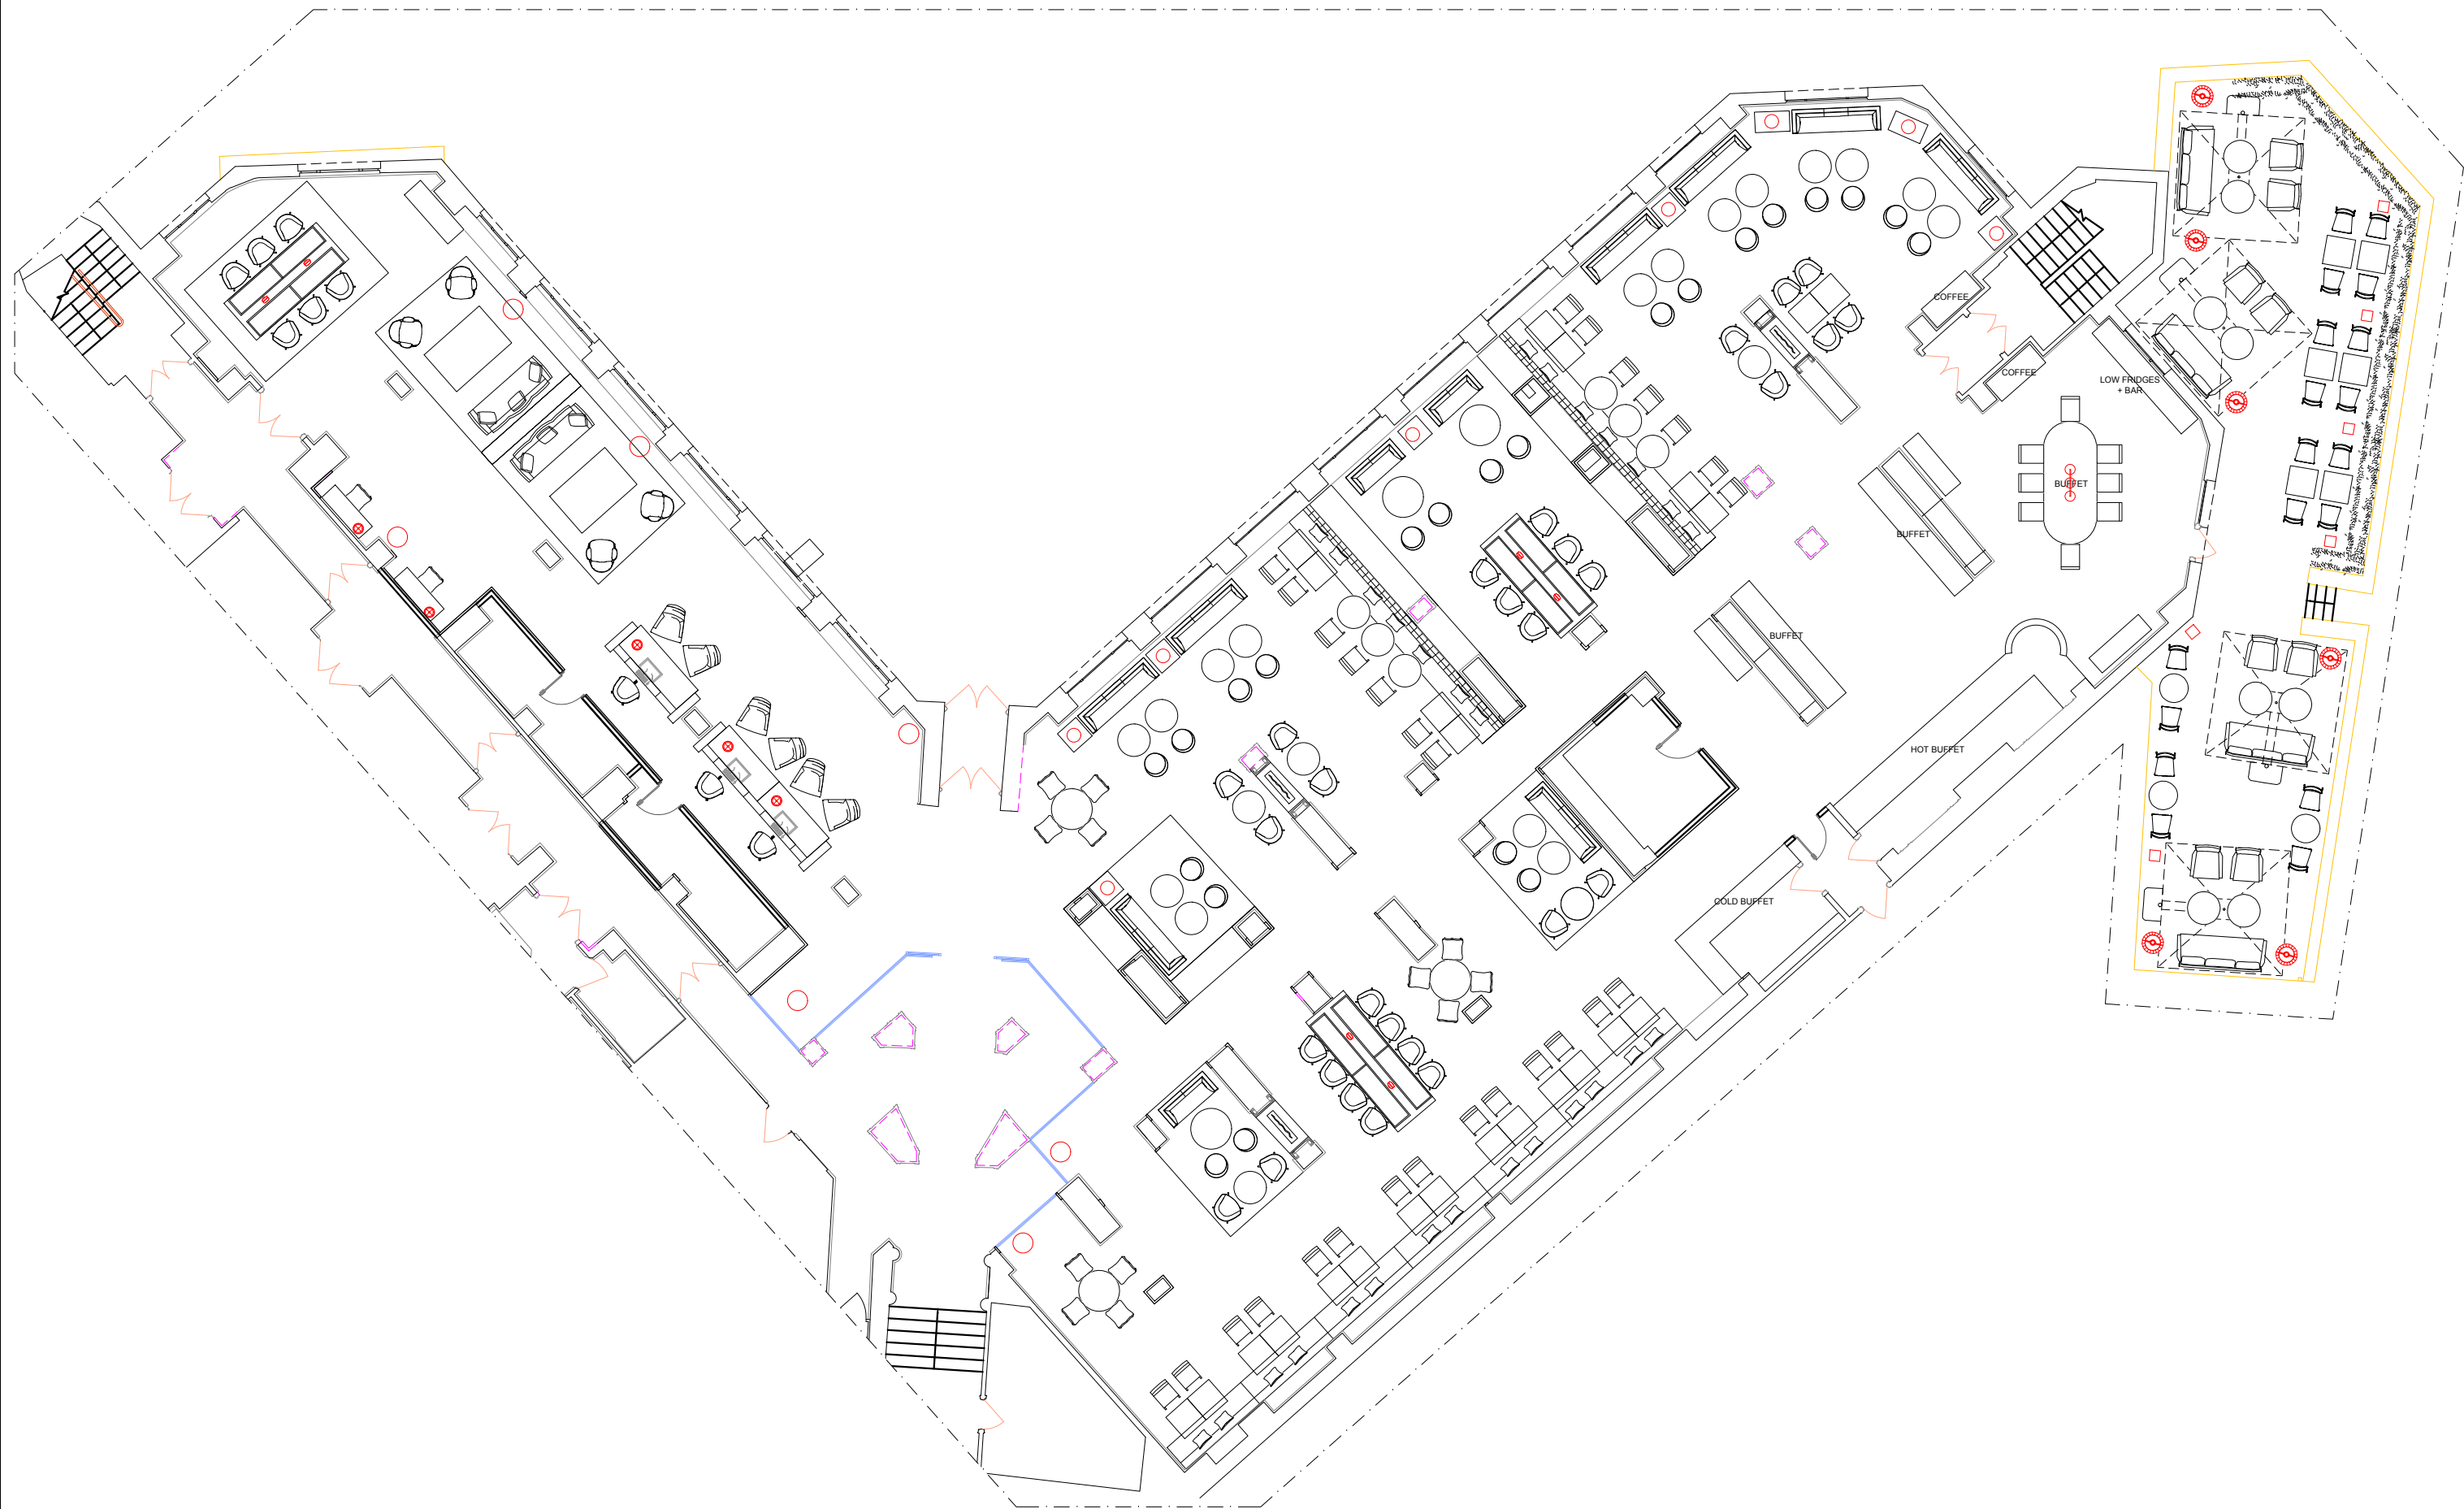 COFFEE
COFFEE
LOW FRIDGES
+ BAR
BUFFET
BUFFET
BUFFET
HOT BUFFET
COLD BUFFET